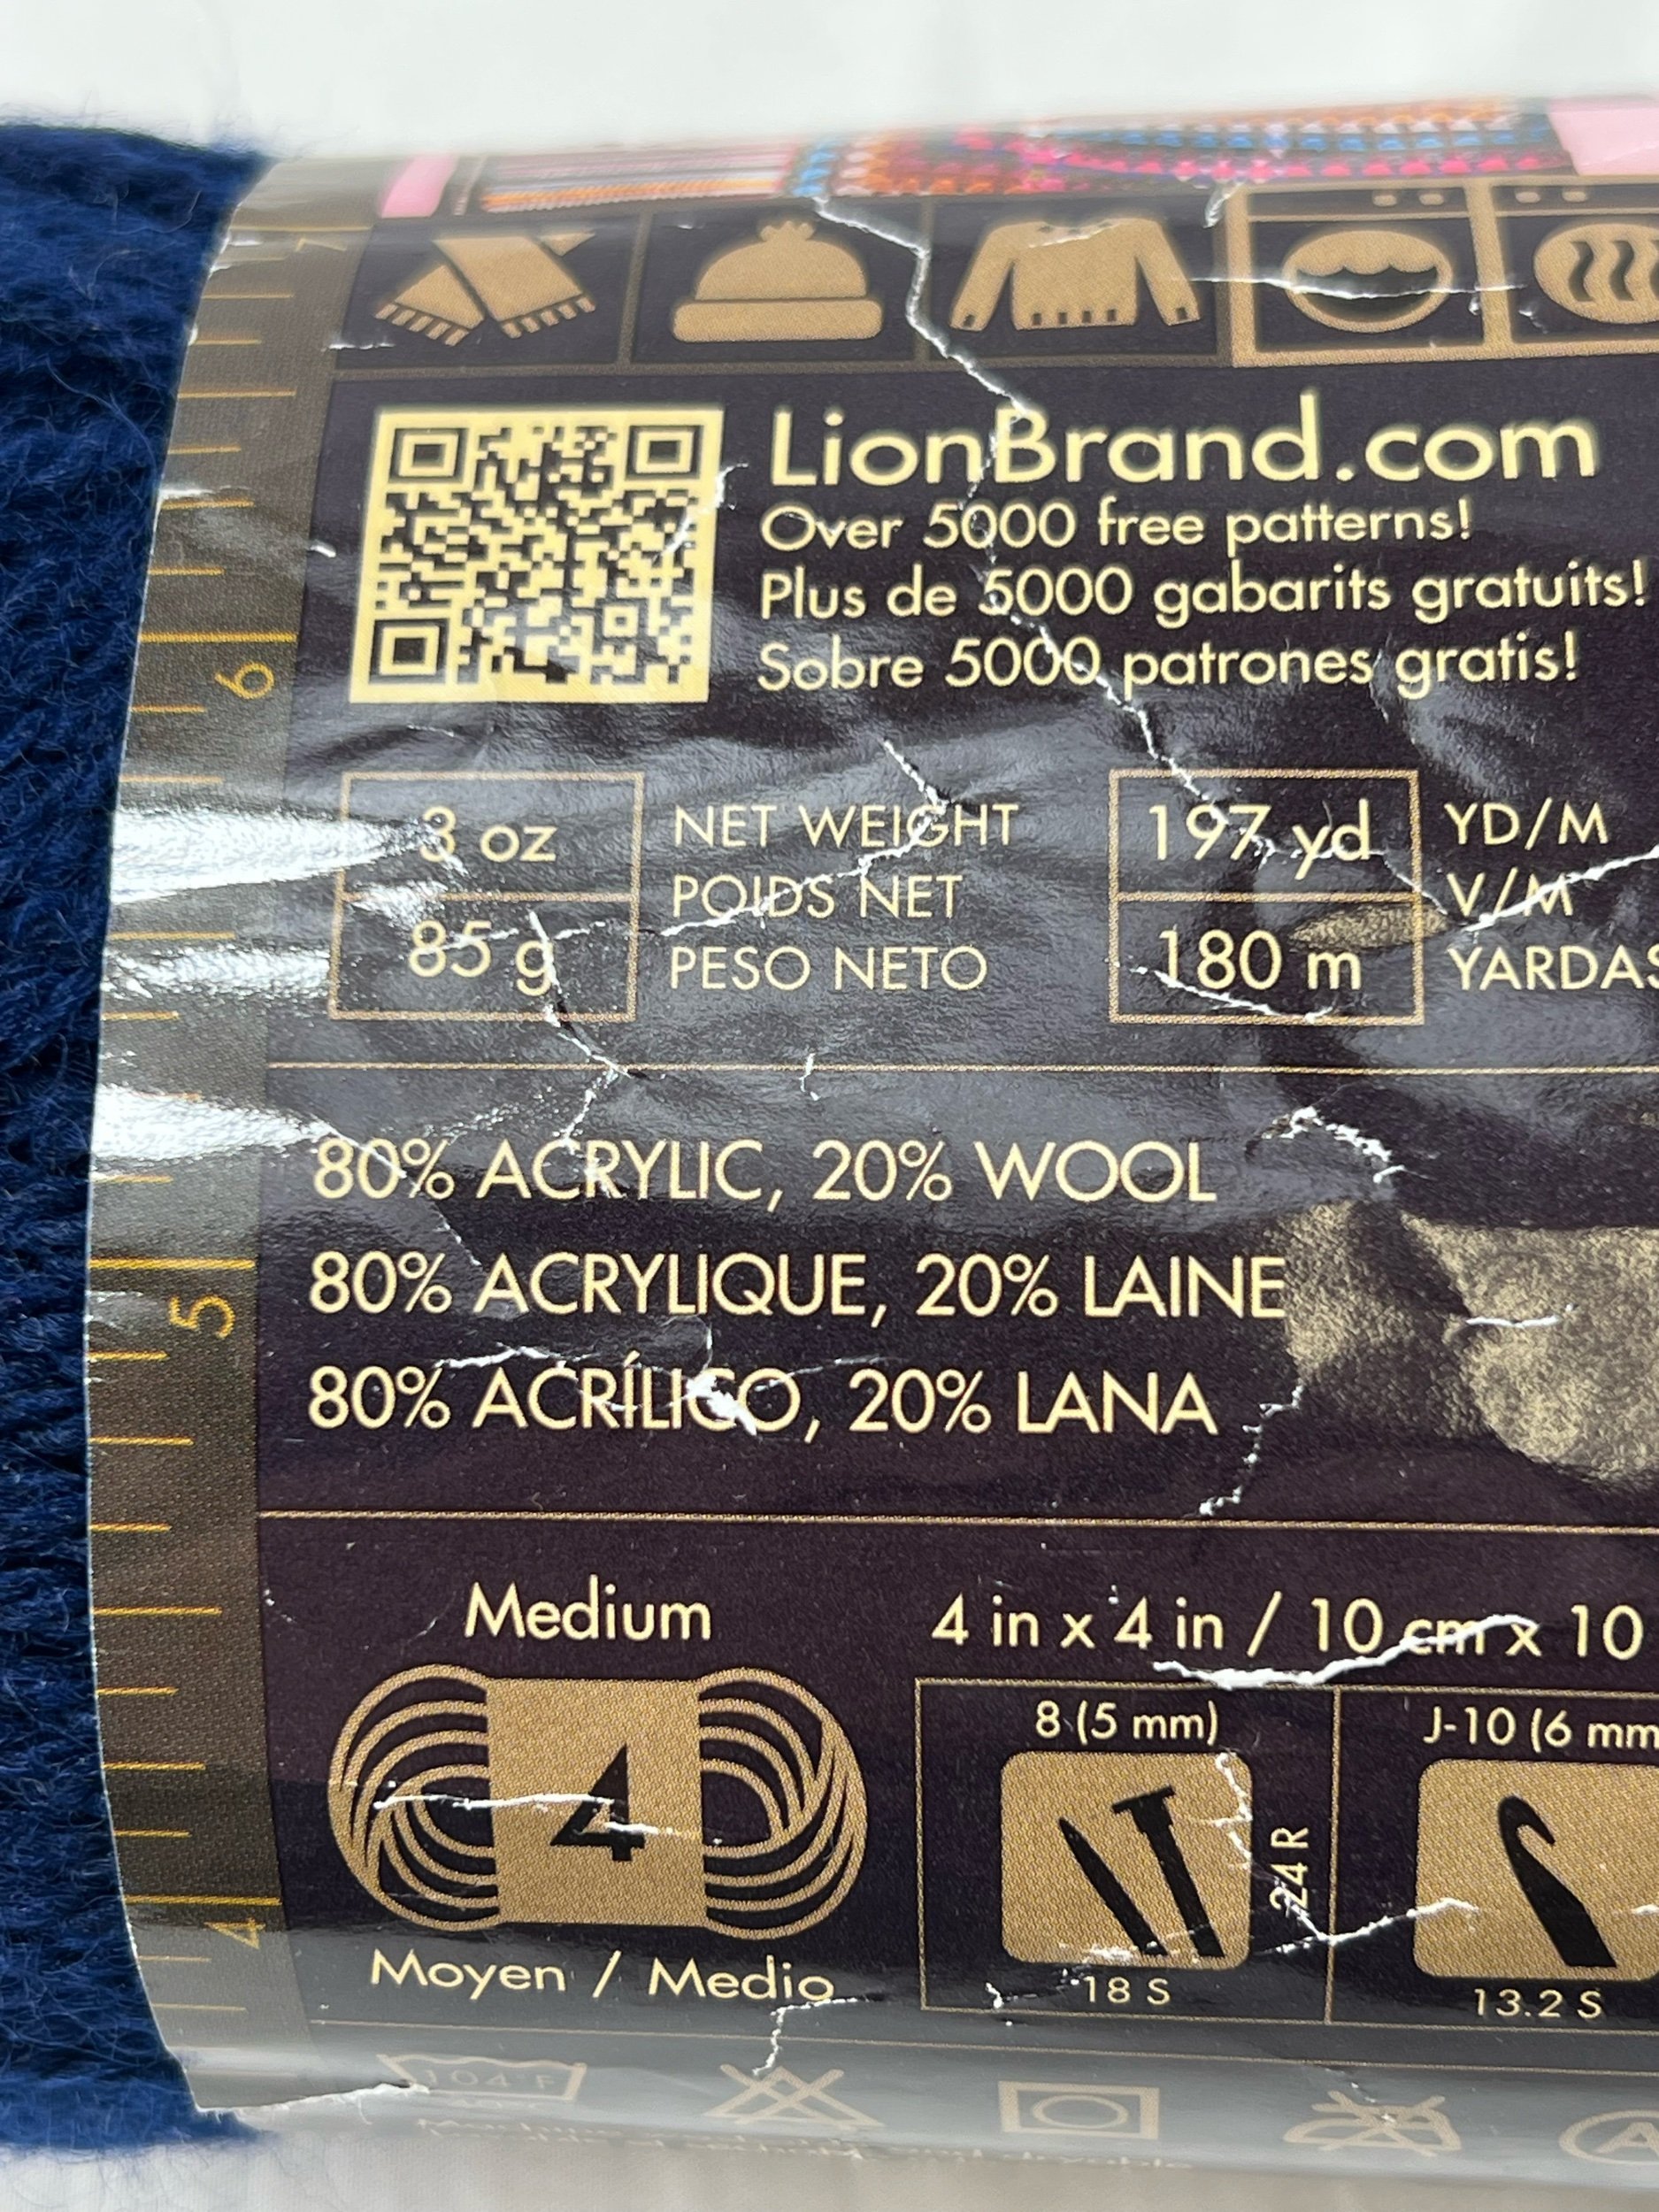 7
LionBrand.com
Over 5000 free patterns!
Plus de 5000 gabarits gratuits!
Sobre 5000 patrones gratis!
6
3 oz
85 g
NET WEIGHT
POIDS NET
PESO NETO
197 yd
180 m
YD/M
V/M
YARDAS
80% ACRYLIC, 20% WOOL
80% ACRYLIQUE, 20% LAINE
80% ACRÍLICO, 20% LANA
5
Medium
4
Moyen / Medio
4 in x 4 in / 10 cm x 10
8 (5 mm)
24 R
18 S
J-10 (6 mm
13.2 S
4
104°F
A